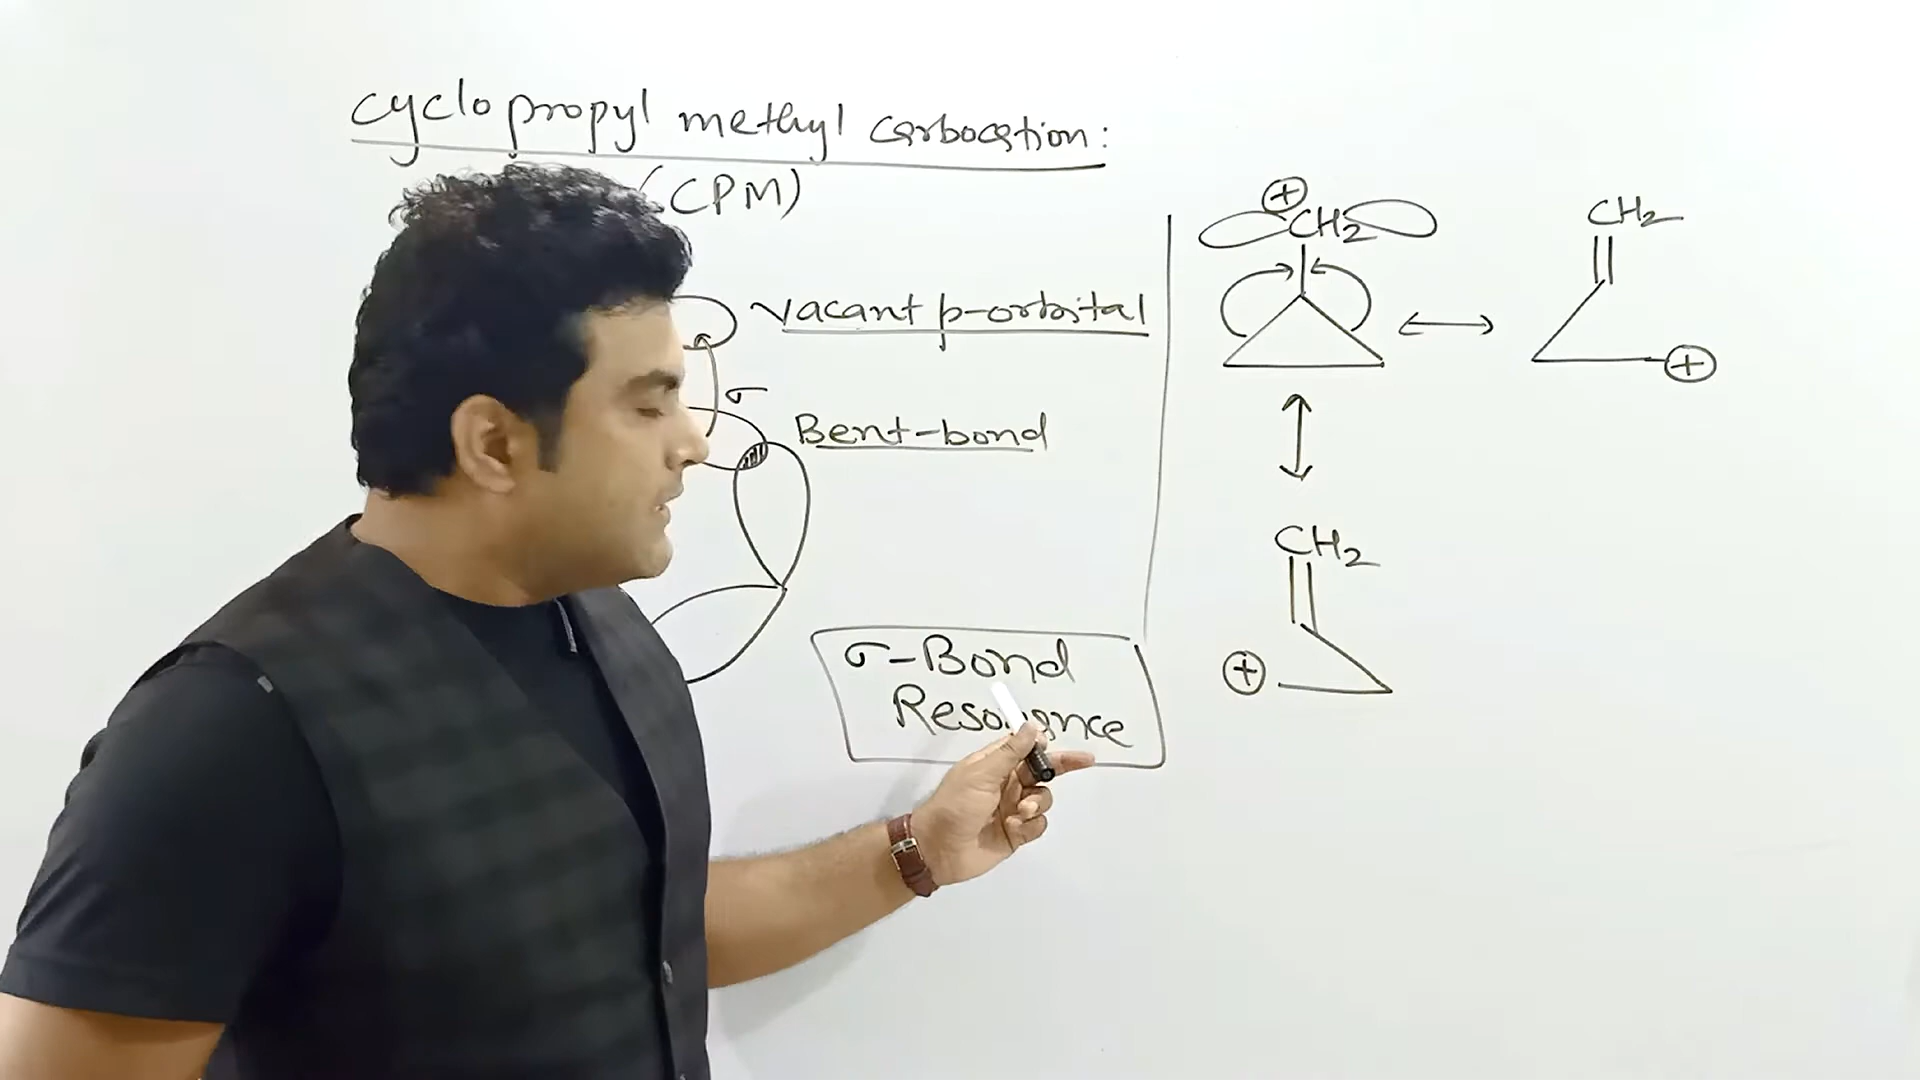 cyclopropyl methyl carbocation:
(CPM)
vacant p-orbital
σ
Bent-bond
σ-Bond
Resonance
⊕
CH2
CH2
⊕
CH2
⊕